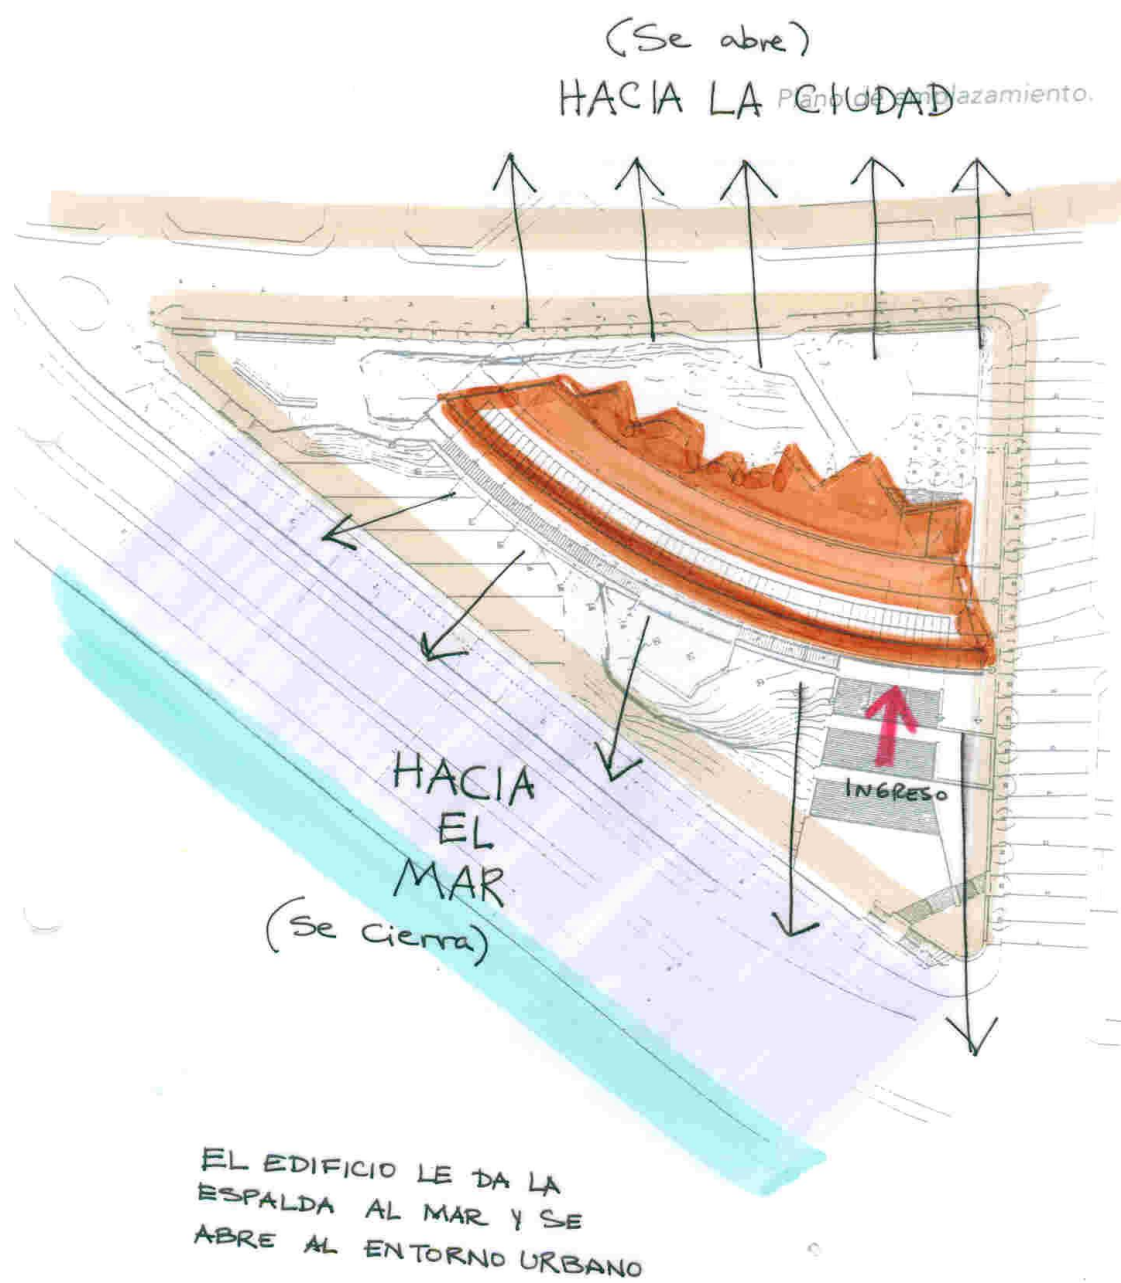 (Se abre)
HACIA LA CIUDAD
Plano de emplazamiento.
INGRESO
HACIA
EL
MAR
(Se cierra)
EL EDIFICIO LE DA LA
ESPALDA AL MAR Y SE
ABRE AL ENTORNO URBANO